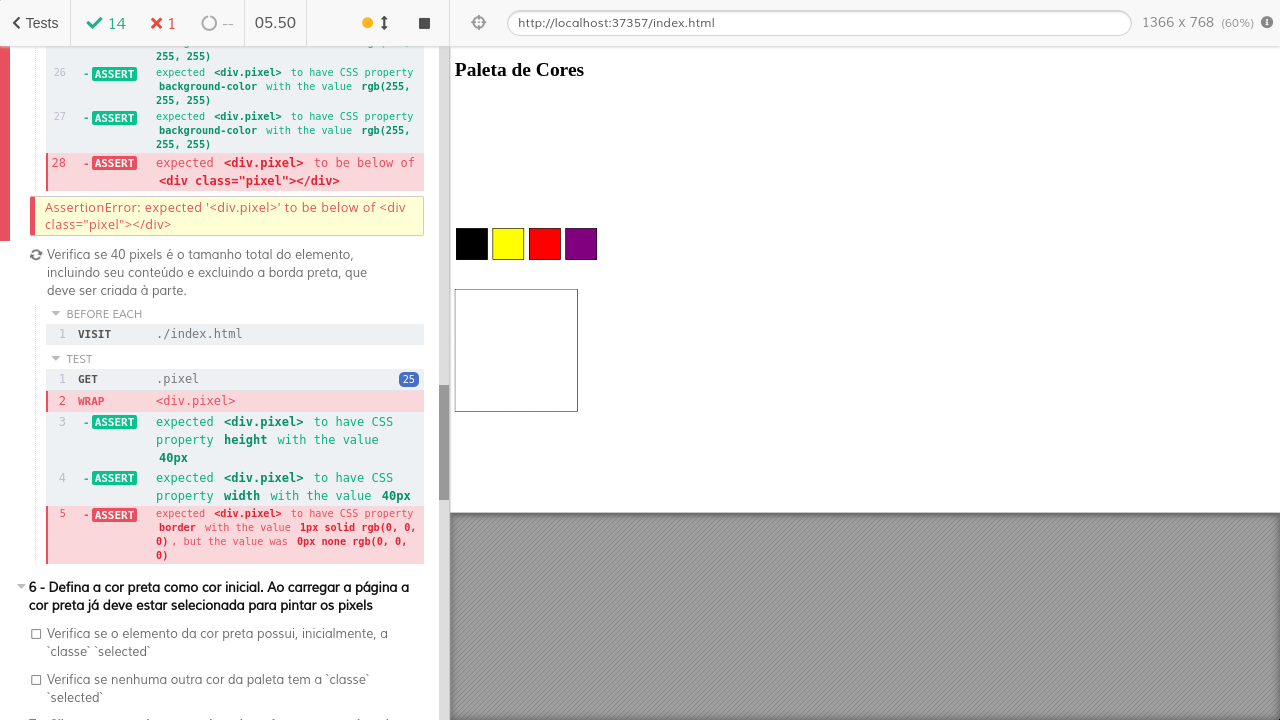 Tests
14
1
--
05.50
http://localhost:37357/index.html
1366 x 768 (60%)
255, 255)
26 - ASSERT expected <div.pixel> to have CSS property
background-color with the value rgb(255,
255, 255)
27 - ASSERT expected <div.pixel> to have CSS property
background-color with the value rgb(255,
255, 255)
28 - ASSERT expected <div.pixel> to be below of
<div class="pixel"></div>
AssertionError: expected '<div.pixel>' to be below of <div
class="pixel"></div>
Verifica se 40 pixels é o tamanho total do elemento,
incluindo seu conteúdo e excluindo a borda preta, que
deve ser criada à parte.
BEFORE EACH
1 VISIT ./index.html
TEST
1 GET .pixel 25
2 WRAP <div.pixel>
3 - ASSERT expected <div.pixel> to have CSS
property height with the value
40px
4 - ASSERT expected <div.pixel> to have CSS
property width with the value 40px
5 - ASSERT expected <div.pixel> to have CSS property
border with the value 1px solid rgb(0, 0,
0), but the value was 0px none rgb(0, 0,
0)
6 - Defina a cor preta como cor inicial. Ao carregar a página a
cor preta já deve estar selecionada para pintar os pixels
Verifica se o elemento da cor preta possui, inicialmente, a
`classe` `selected`
Verifica se nenhuma outra cor da paleta tem a `classe`
`selected`
Paleta de Cores